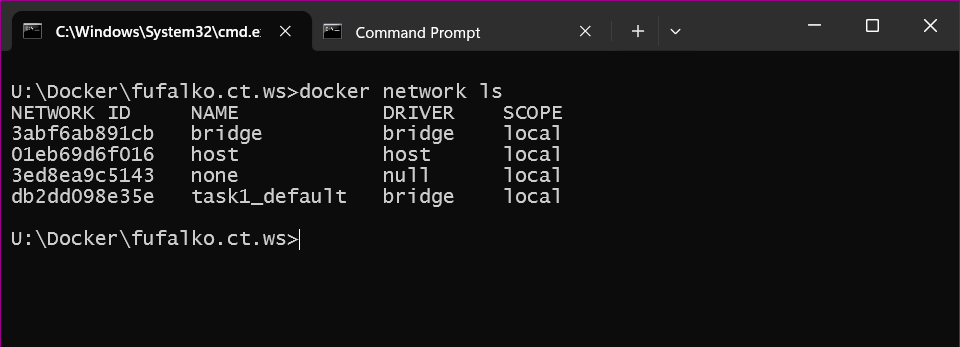 C:\Windows\System32\cmd.e
Command Prompt
U:\Docker\fufalko.ct.ws>docker network ls
NETWORK ID     NAME            DRIVER    SCOPE
3abf6ab891cb   bridge          bridge    local
01eb69d6f016   host            host      local
3ed8ea9c5143   none            null      local
db2dd098e35e   task1_default   bridge    local
U:\Docker\fufalko.ct.ws>